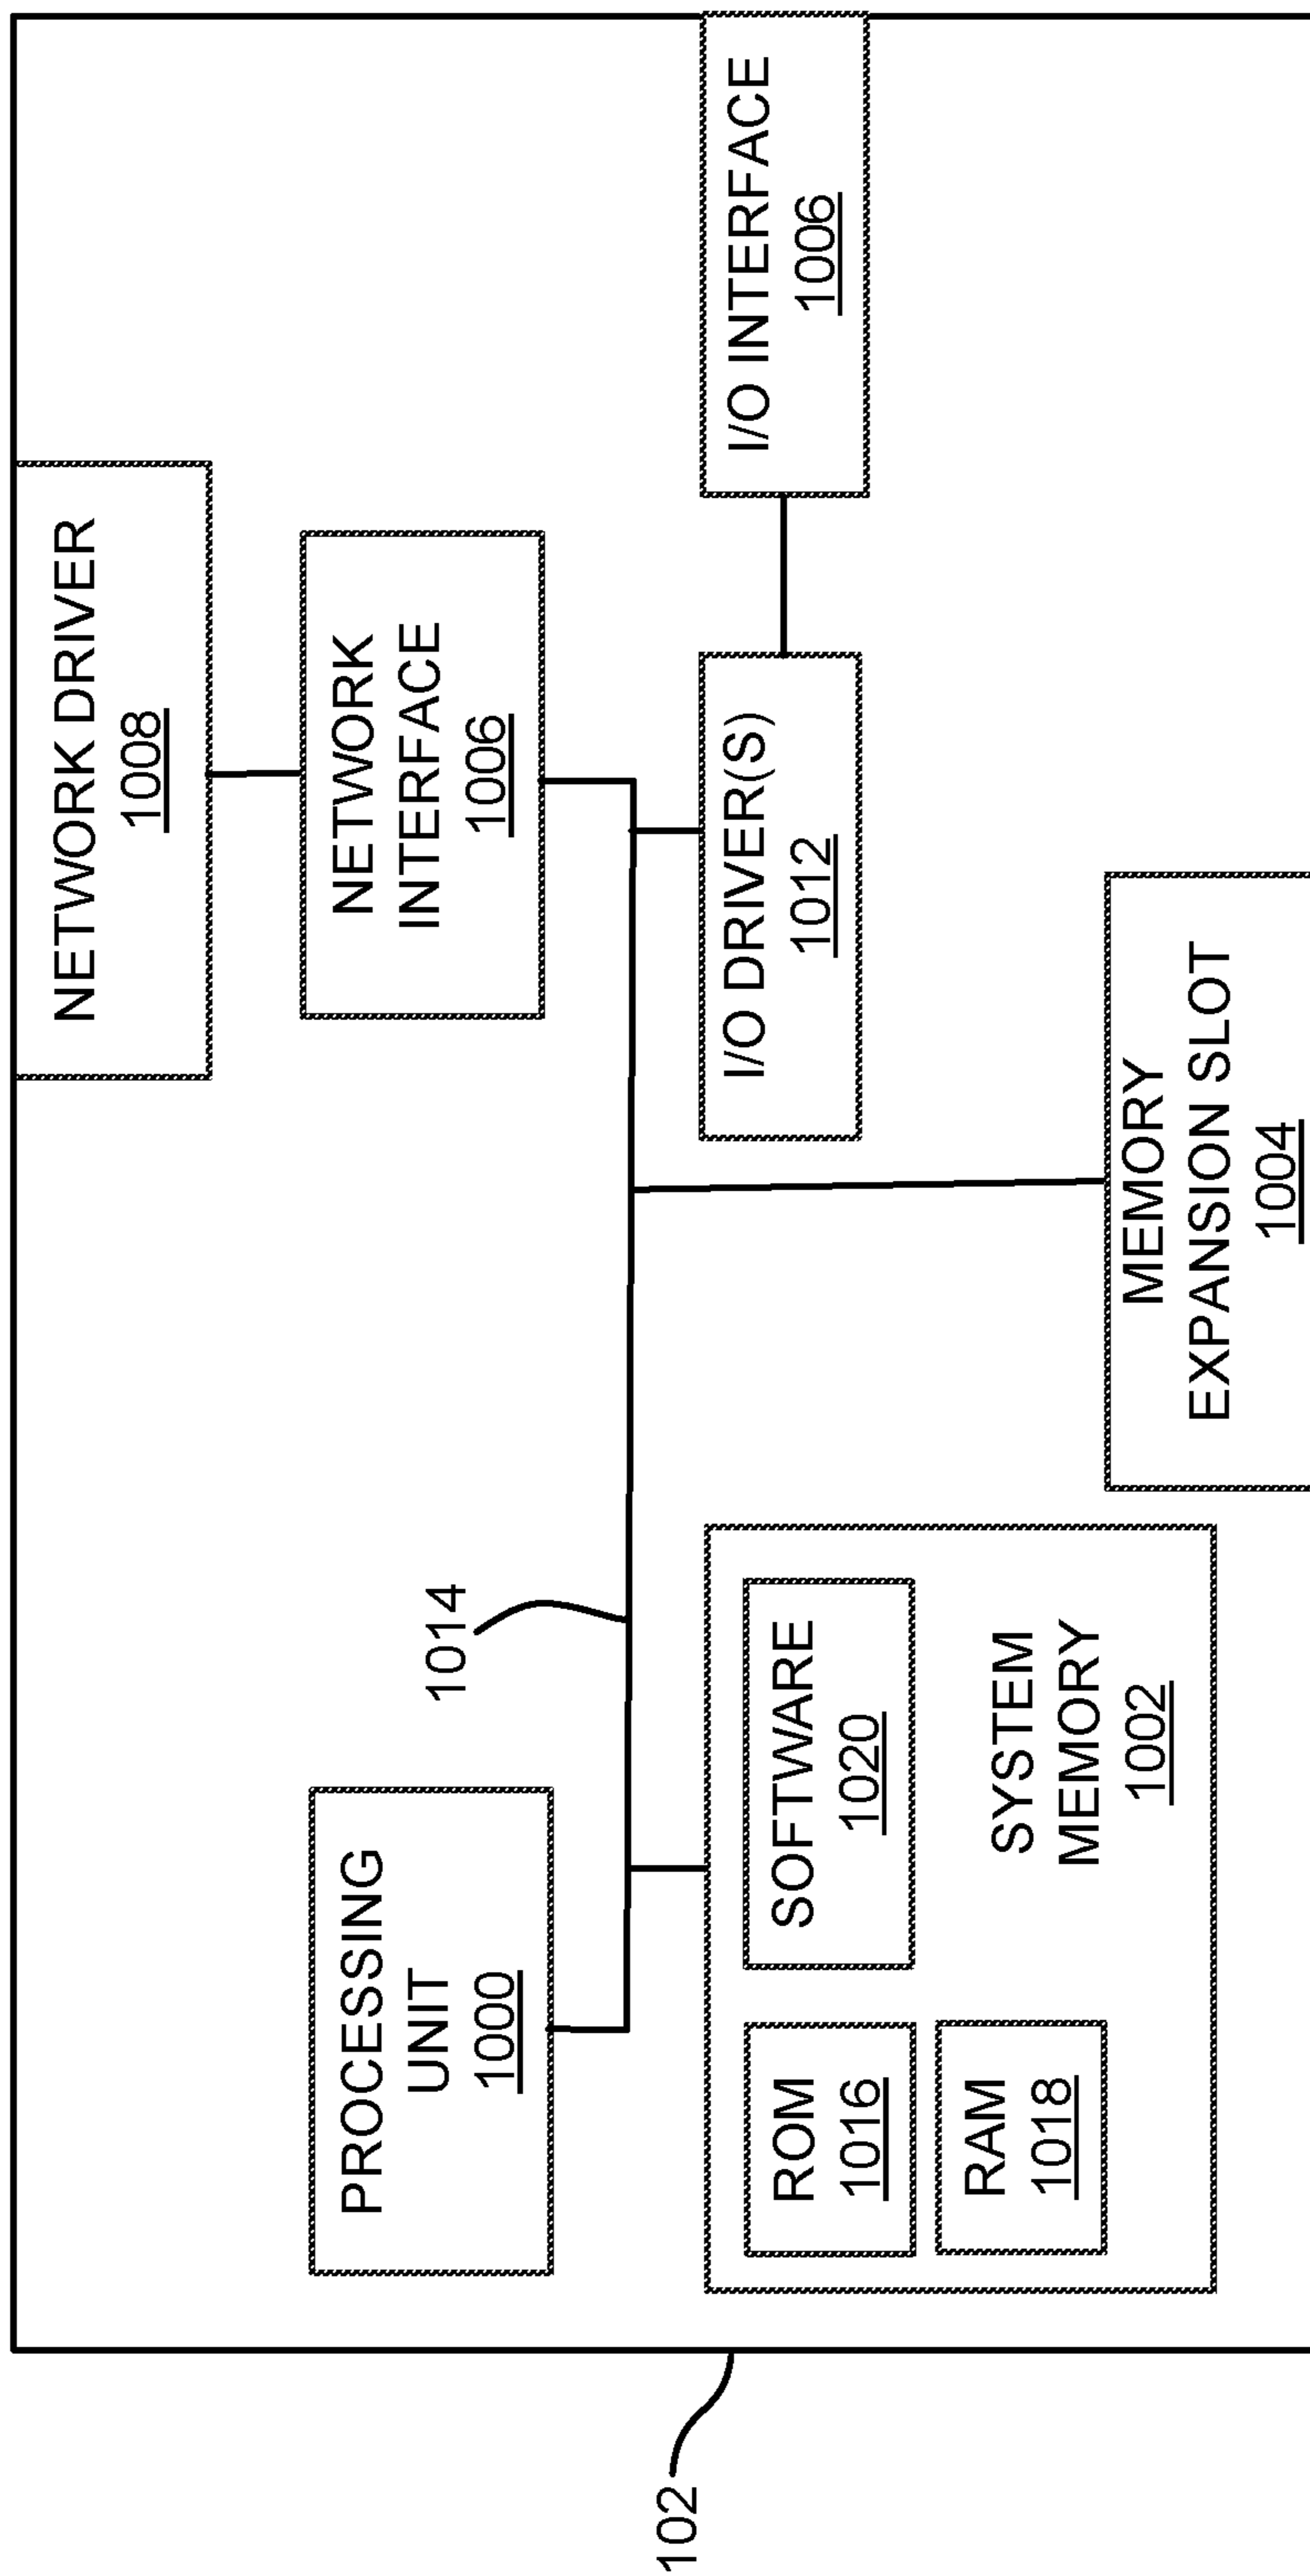 NETWORK DRIVER
1008
NETWORK
INTERFACE
1006
PROCESSING
UNIT
1000
1014
I/O DRIVER(S)
1012
I/O INTERFACE
1006
ROM
1016
SOFTWARE
1020
RAM
1018
SYSTEM
MEMORY
1002
MEMORY
EXPANSION SLOT
1004
102